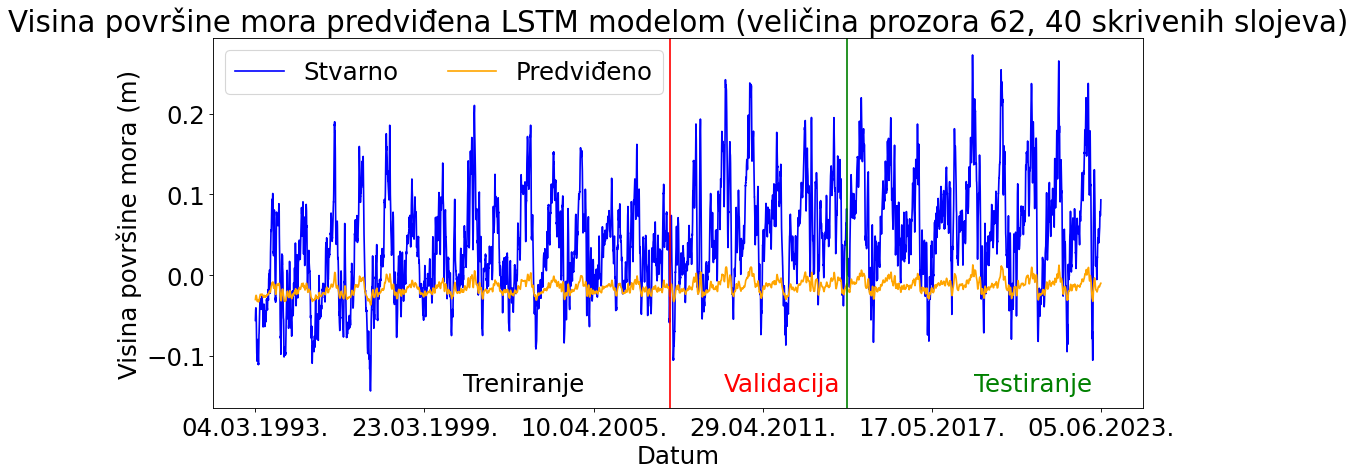 Visina površine mora predviđena LSTM modelom (veličina prozora 62, 40 skrivenih slojeva)
Stvarno
Predviđeno
Visina površine mora (m)
0.2
0.1
0.0
−0.1
Treniranje
Validacija
Testiranje
04.03.1993. 23.03.1999. 10.04.2005. 29.04.2011. 17.05.2017. 05.06.2023.
Datum